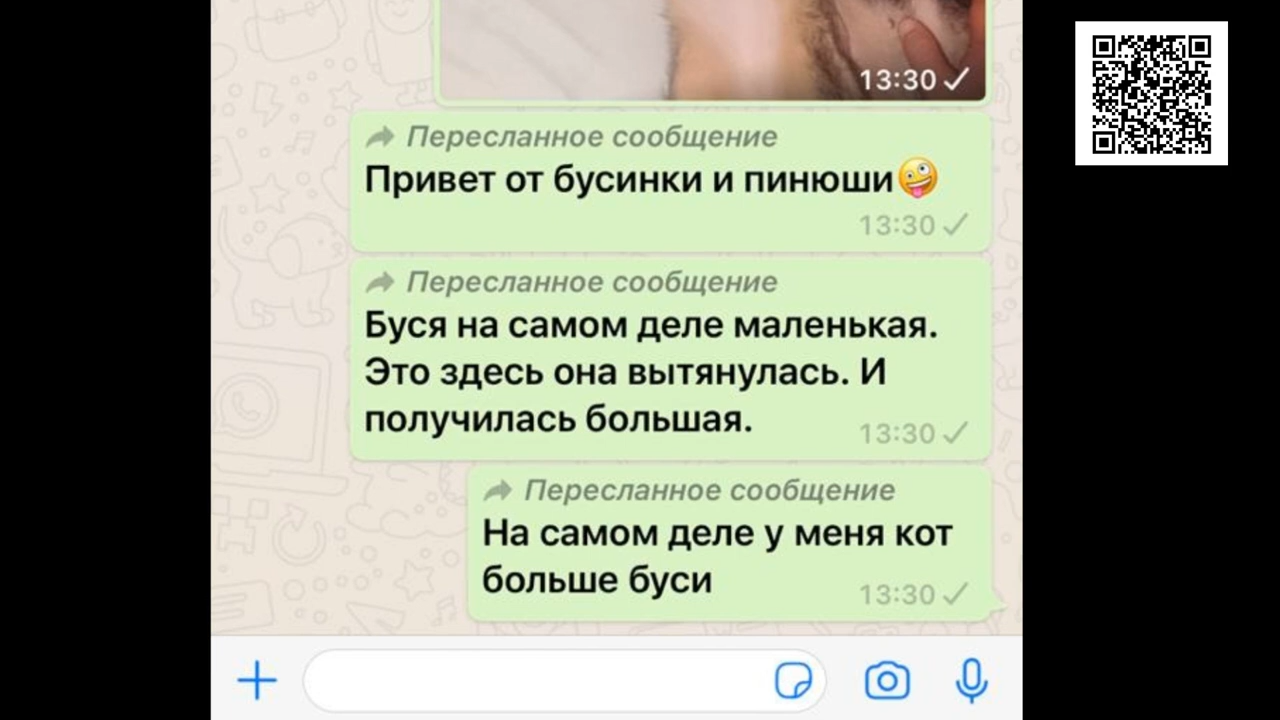 13:30
Пересланное сообщение
Привет от бусинки и пинюши🤪
13:30
Пересланное сообщение
Буся на самом деле маленькая.
Это здесь она вытянулась. И
получилась большая.
13:30
Пересланное сообщение
На самом деле у меня кот
больше буси
13:30